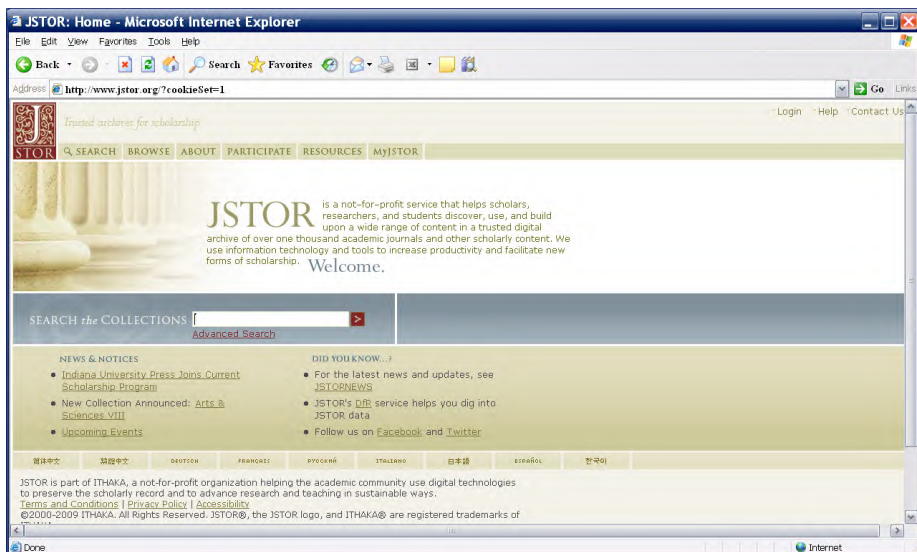 JSTOR: Home - Microsoft Internet Explorer
File Edit View Favorites Tools Help
Back Search Favorites
Address http://www.jstor.org/?cookieSet=1 Go Links
Login Help Contact Us
J
STOR
Trusted archives for scholarship
SEARCH BROWSE ABOUT PARTICIPATE RESOURCES MyJSTOR
JSTOR is a not-for-profit service that helps scholars,
researchers, and students discover, use, and build
upon a wide range of content in a trusted digital
archive of over one thousand academic journals and other scholarly content. We
use information technology and tools to increase productivity and facilitate new
forms of scholarship. Welcome.
SEARCH the COLLECTIONS
Advanced Search
NEWS & NOTICES
Indiana University Press Joins Current
Scholarship Program
New Collection Announced: Arts &
Sciences VIII
Upcoming Events
DID YOU KNOW...?
For the latest news and updates, see
JSTORNEWS
JSTOR's DfR service helps you dig into
JSTOR data
Follow us on Facebook and Twitter
简体中文 繁體中文 DEUTSCH FRANÇAIS РУССКИЙ ITALIANO 日本語 ESPAÑOL 한국어
JSTOR is part of ITHAKA, a not-for-profit organization helping the academic community use digital technologies
to preserve the scholarly record and to advance research and teaching in sustainable ways.
Terms and Conditions | Privacy Policy | Accessibility
©2000-2009 ITHAKA. All Rights Reserved. JSTOR®, the JSTOR logo, and ITHAKA® are registered trademarks of
Done Internet